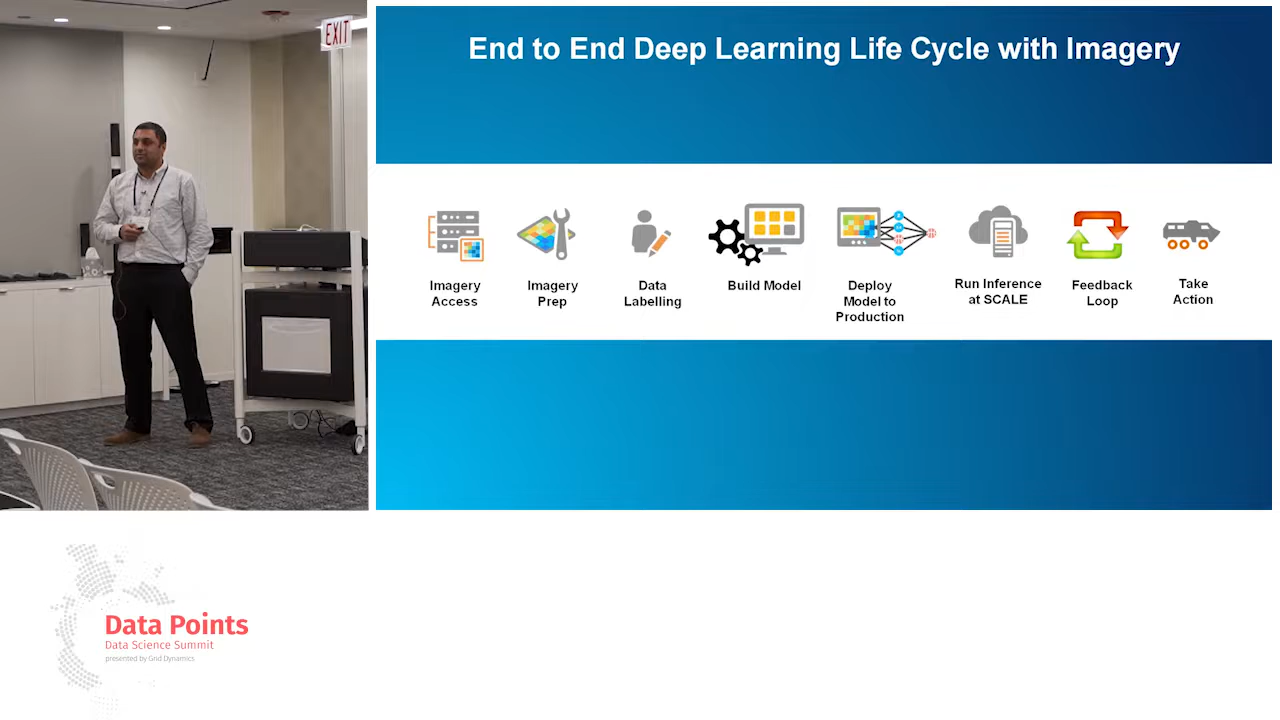 EXIT
End to End Deep Learning Life Cycle with Imagery
Imagery
Access
Imagery
Prep
Data
Labelling
Build Model
Deploy
Model to
Production
Run Inference
at SCALE
Feedback
Loop
Take
Action
Data Points
Data Science Summit
presented by Grid Dynamics